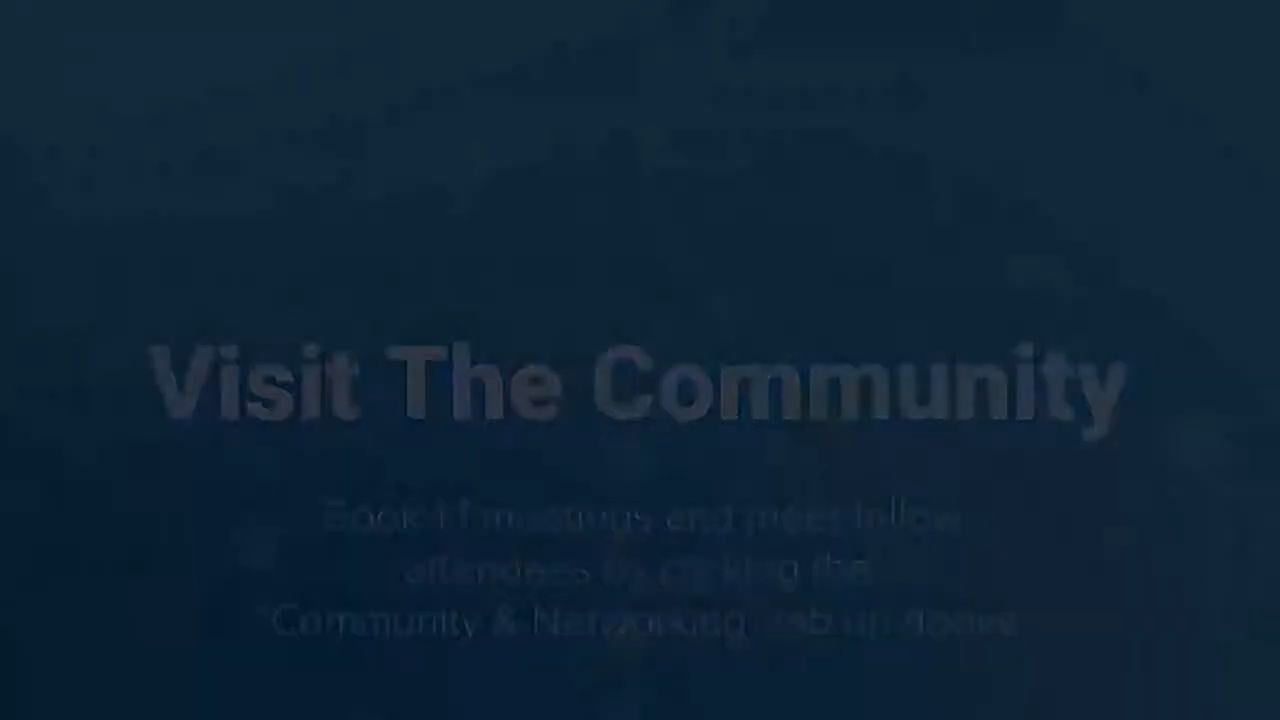 Visit The Community
Book 1:1 meetings and meet fellow
attendees by clicking the
"Community & Networking" tab up above